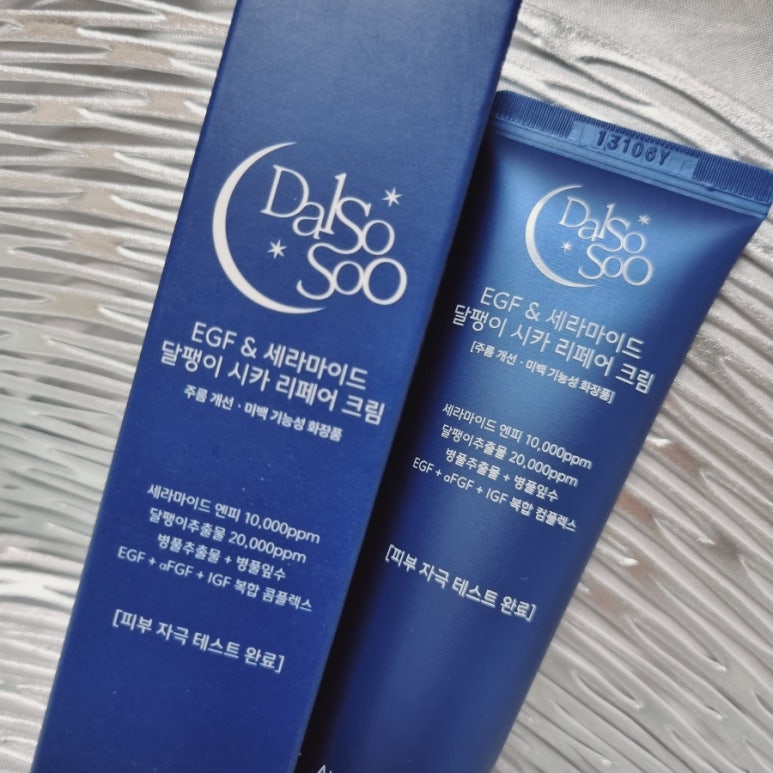 DalSo
Soo
EGF & 세라마이드
달팽이 시카 리페어 크림
주름 개선 · 미백 기능성 화장품
세라마이드 엔피 10,000ppm
달팽이추출물 20,000ppm
병풀추출물 + 병풀잎수
EGF + aFGF + IGF 복합 콤플렉스
[피부 자극 테스트 완료]
13106Y
DalSo
Soo
EGF & 세라마이드
달팽이 시카 리페어 크림
[주름 개선 · 미백 기능성 화장품]
세라마이드 엔피 10,000ppm
달팽이추출물 20,000ppm
병풀추출물 + 병풀잎수
EGF + aFGF + IGF 복합 컴플렉스
[피부 자극 테스트 완료]